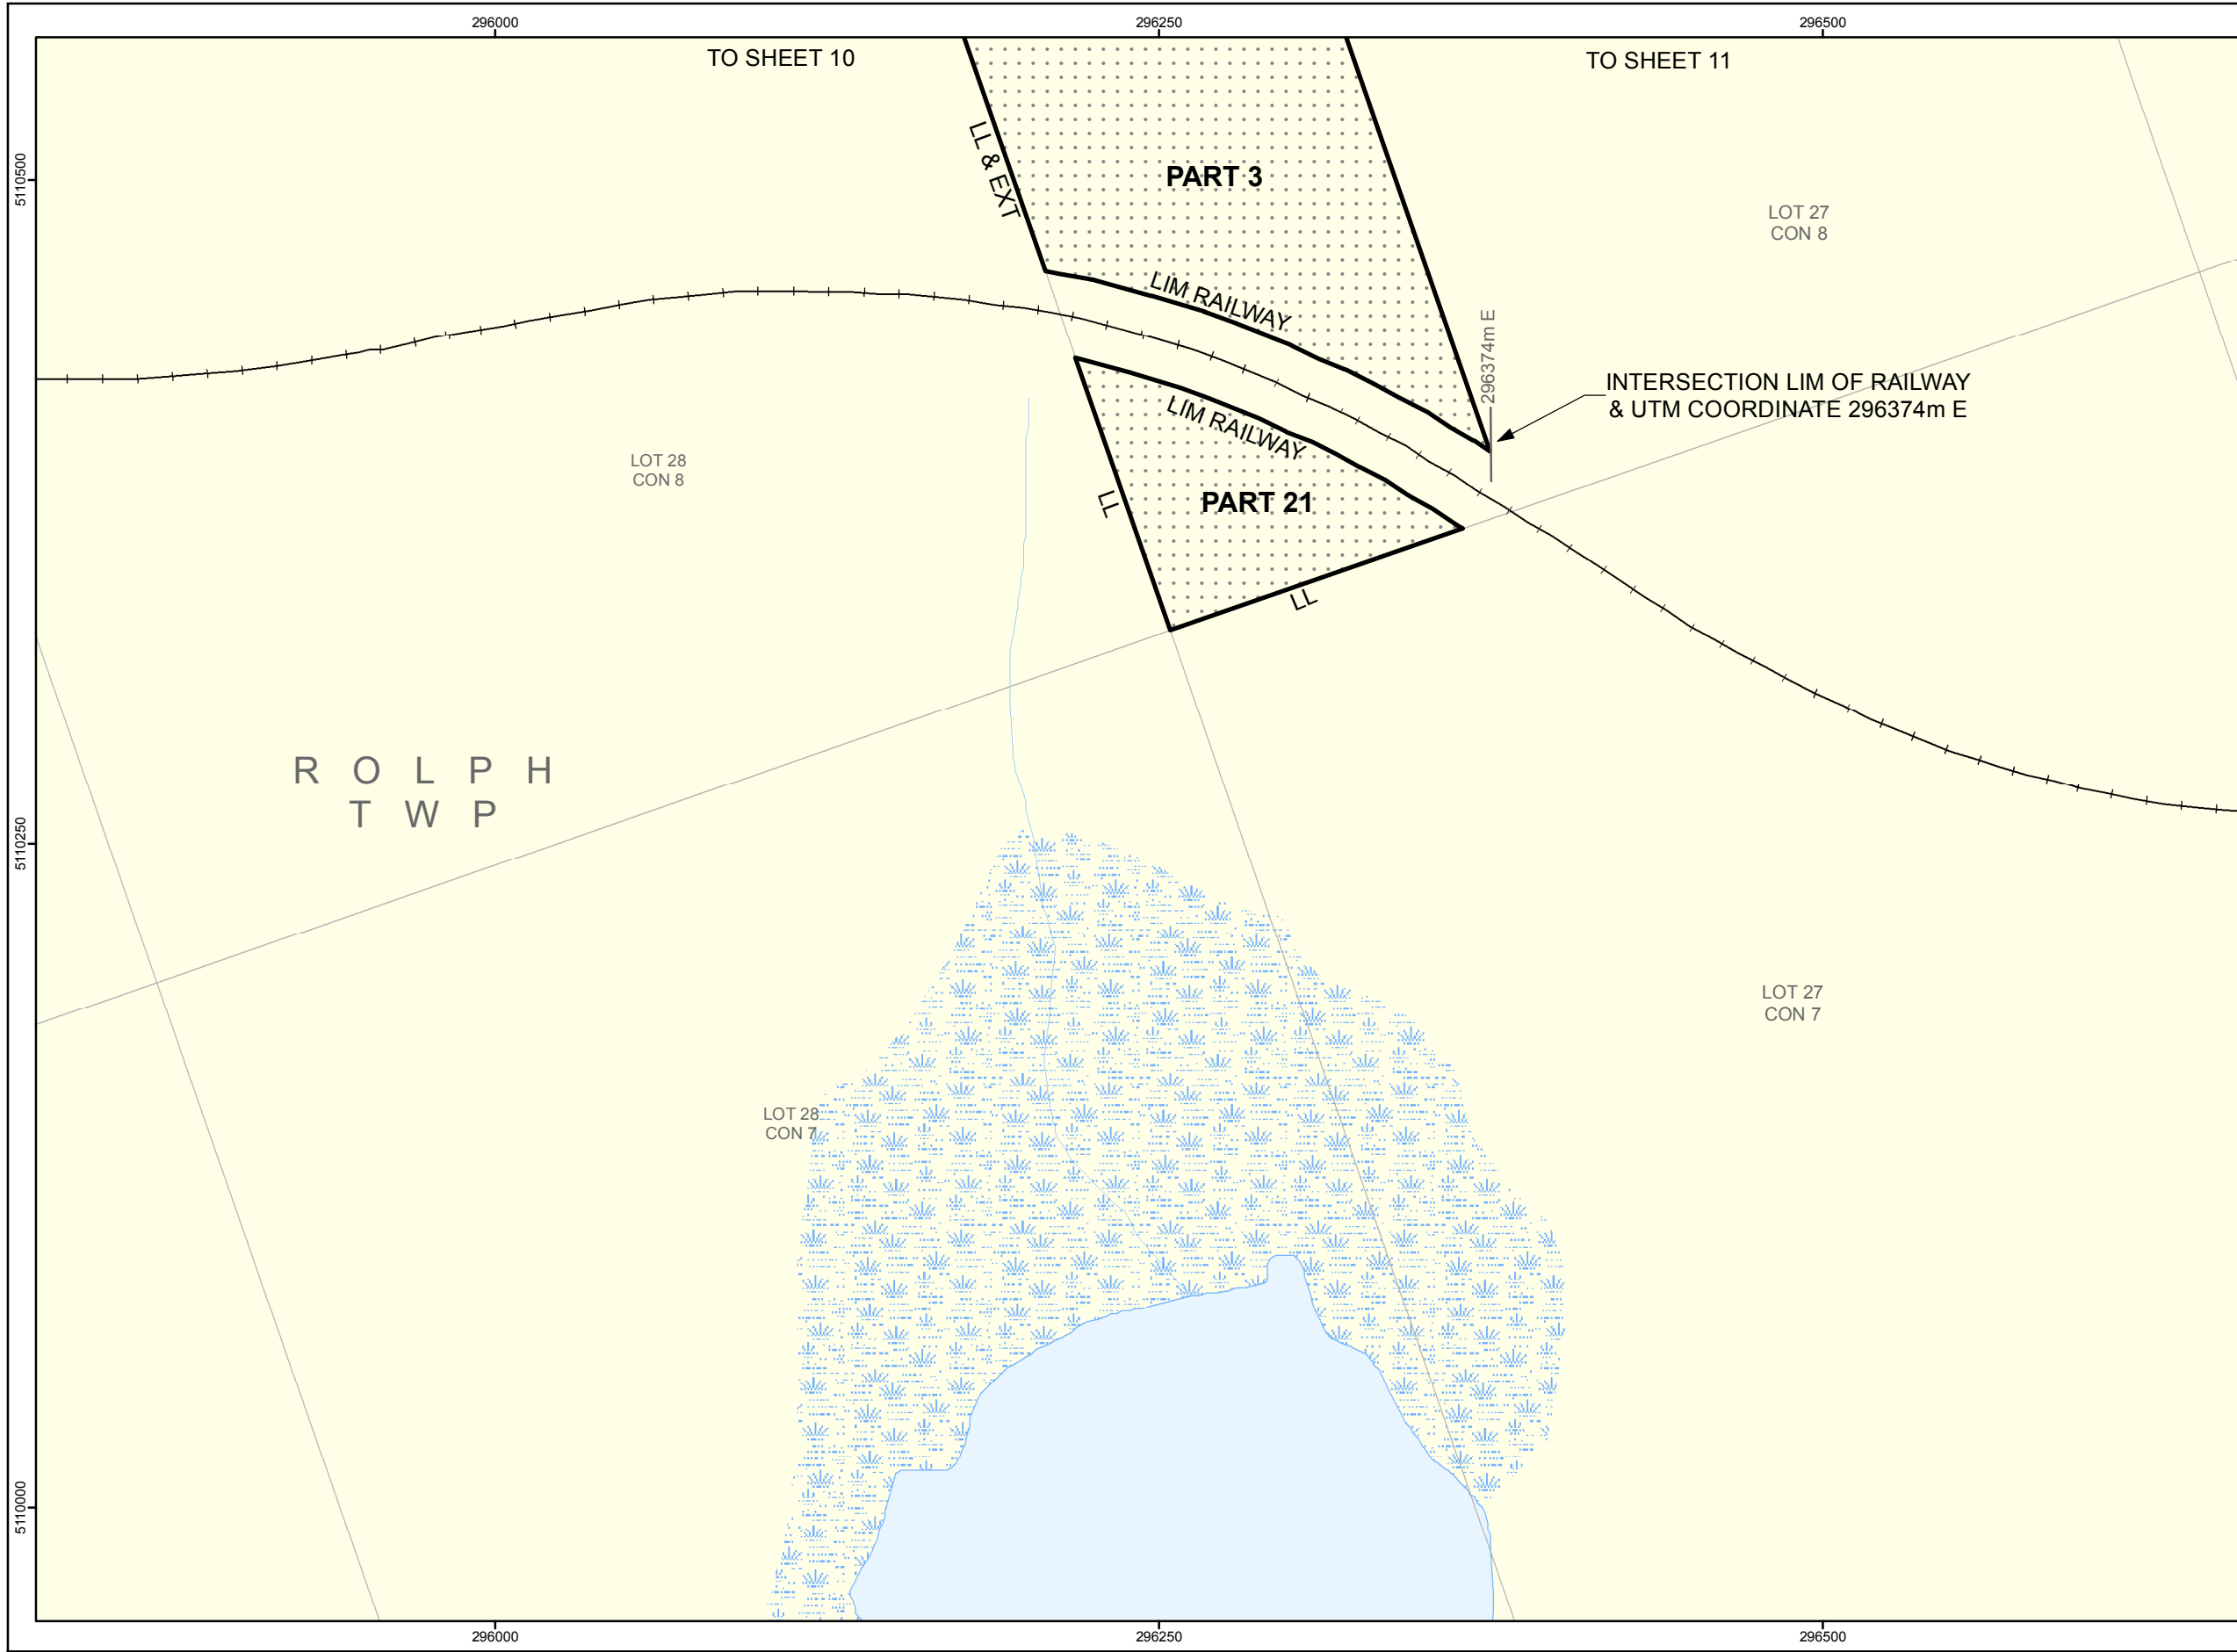 296000
296250
296500
TO SHEET 10
TO SHEET 11
5110500
LL & EXT
PART 3
LOT 27
CON 8
LIM RAILWAY
296374m E
INTERSECTION LIM OF RAILWAY
& UTM COORDINATE 296374m E
LIM RAILWAY
LOT 28
CON 8
LL
PART 21
LL
ROLPH
TWP
5110250
LOT 27
CON 7
LOT 28
CON 7
5110000
296000
296250
296500